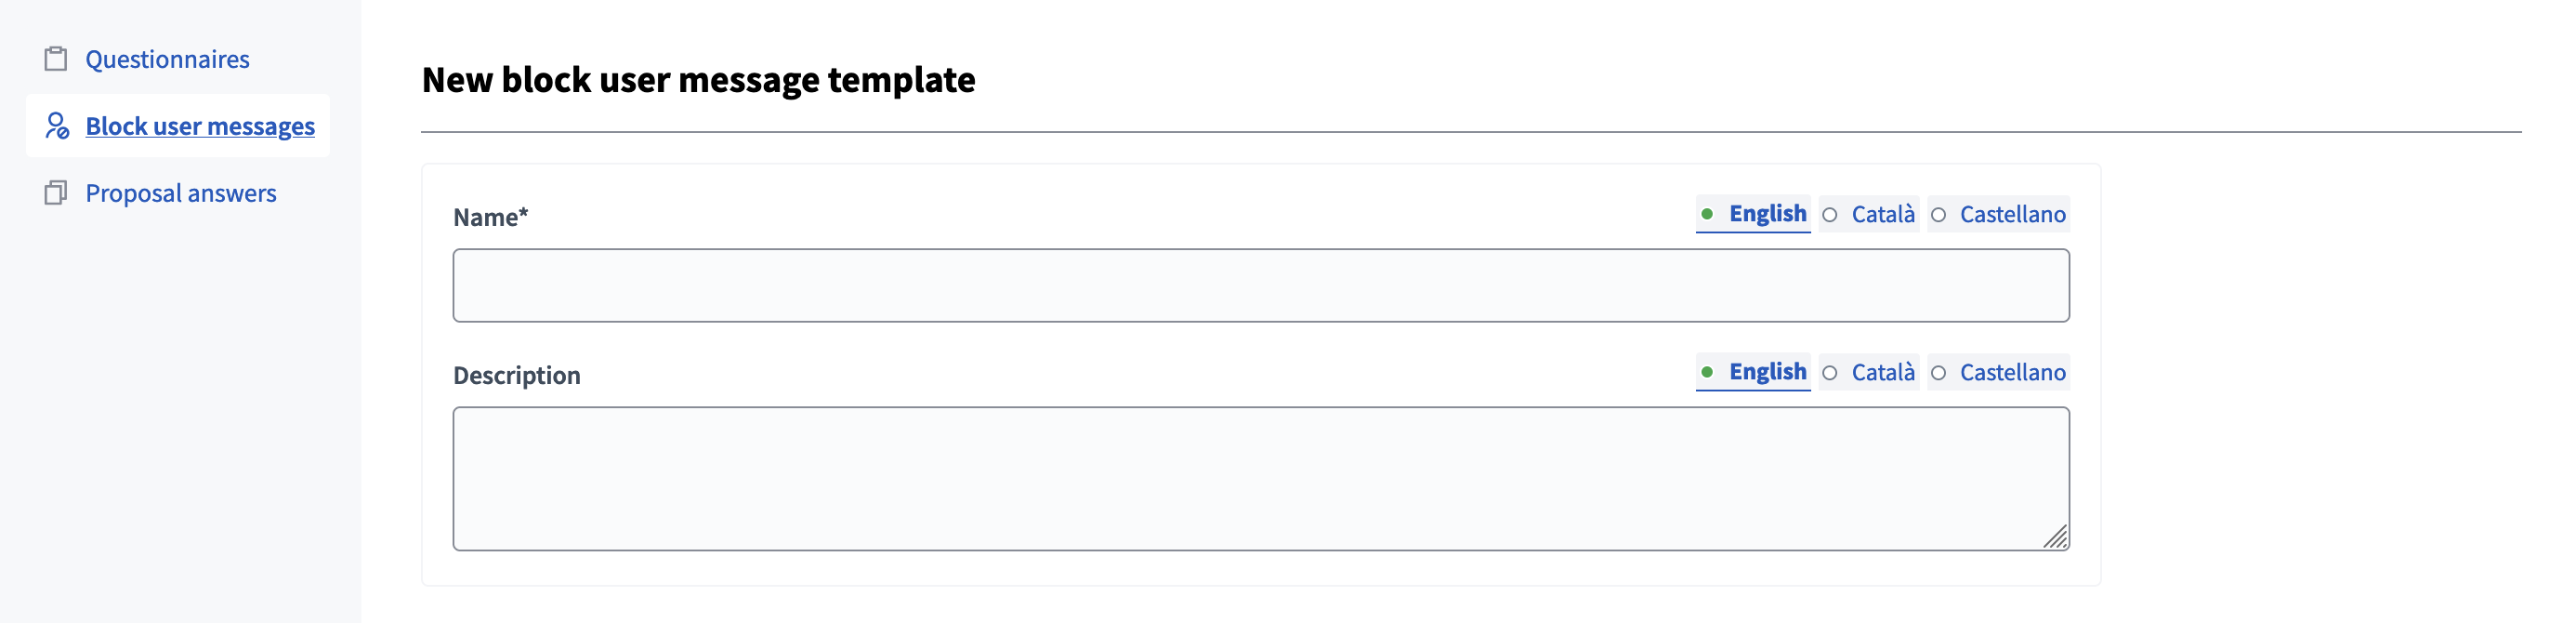 Questionnaires
Block user messages
Proposal answers
New block user message template
Name*
English Català Castellano
Description
English Català Castellano